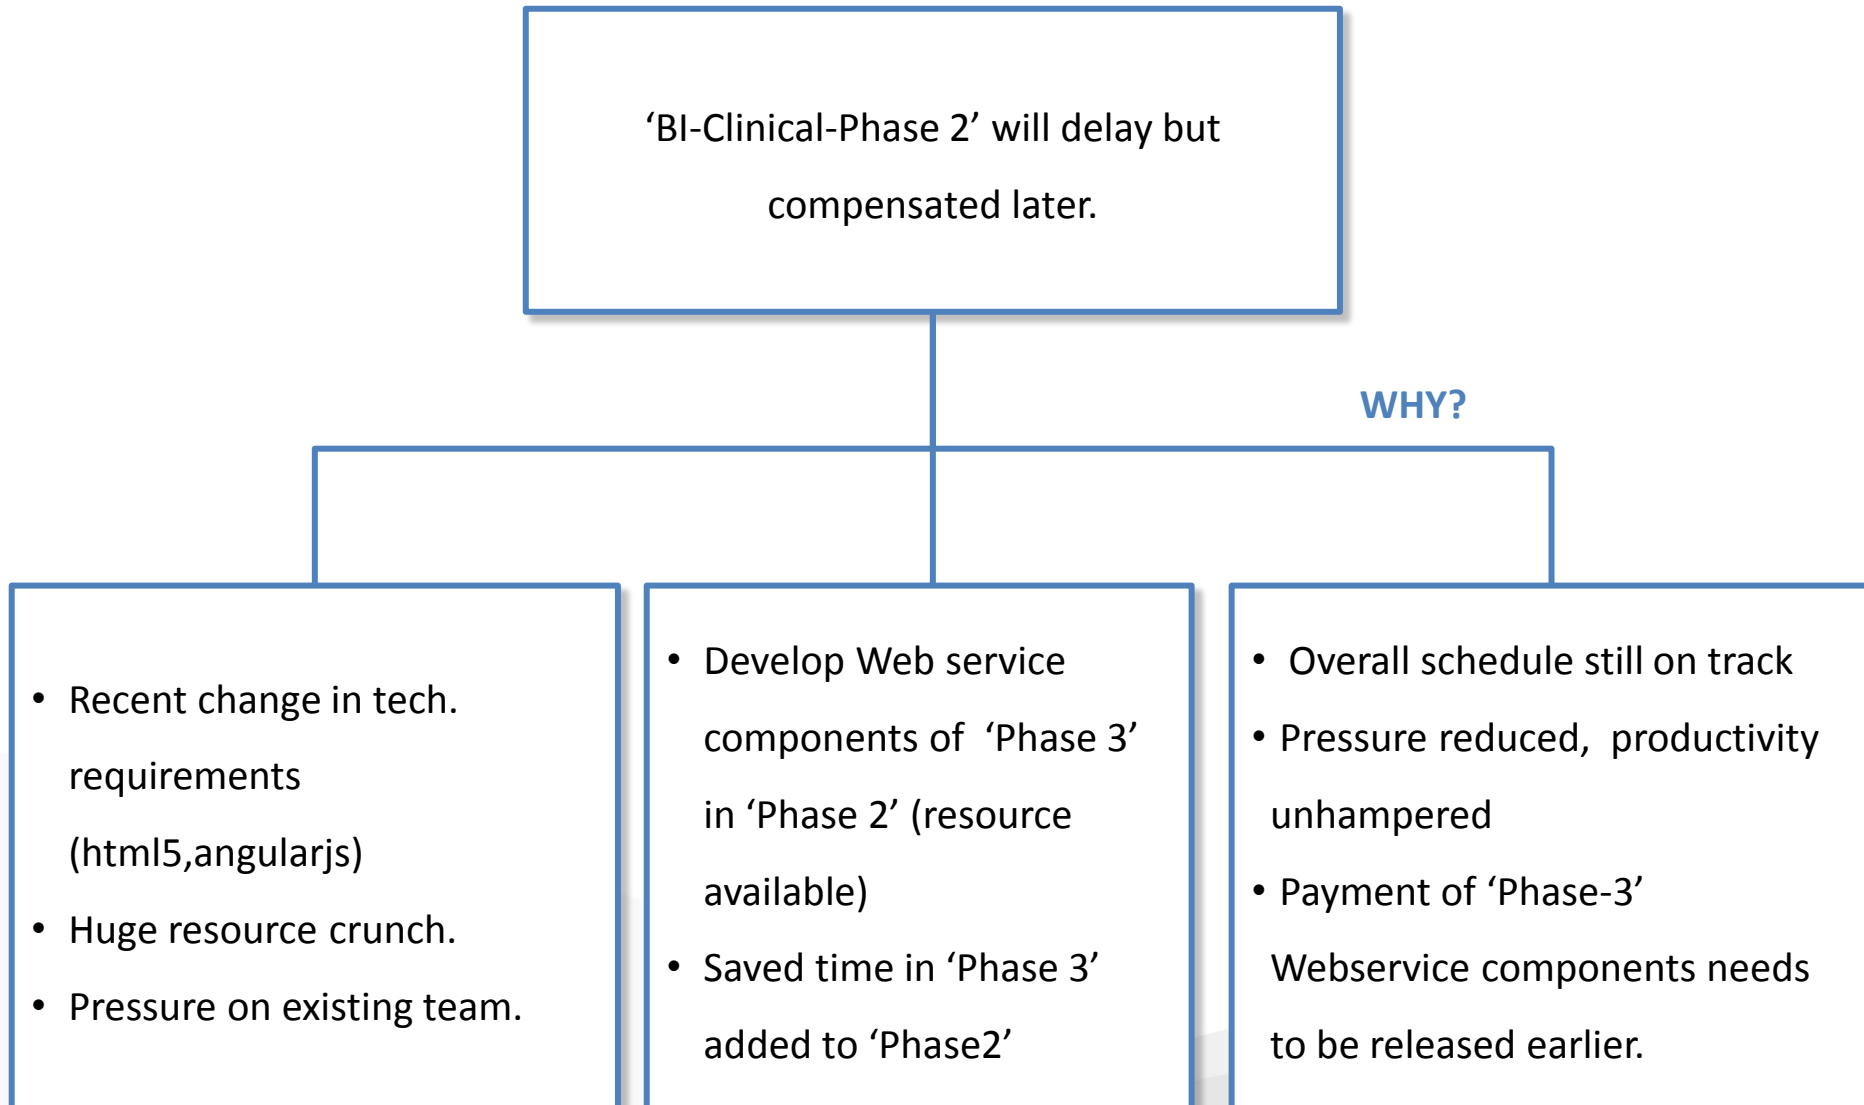 ‘BI-Clinical-Phase 2’ will delay but
compensated later.
WHY?
• Recent change in tech.
requirements
(html5,angularjs)
• Huge resource crunch.
• Pressure on existing team.
• Develop Web service
components of ‘Phase 3’
in ‘Phase 2’ (resource
available)
• Saved time in ‘Phase 3’
added to ‘Phase2’
• Overall schedule still on track
• Pressure reduced, productivity
unhampered
• Payment of ‘Phase-3’
Webservice components needs
to be released earlier.